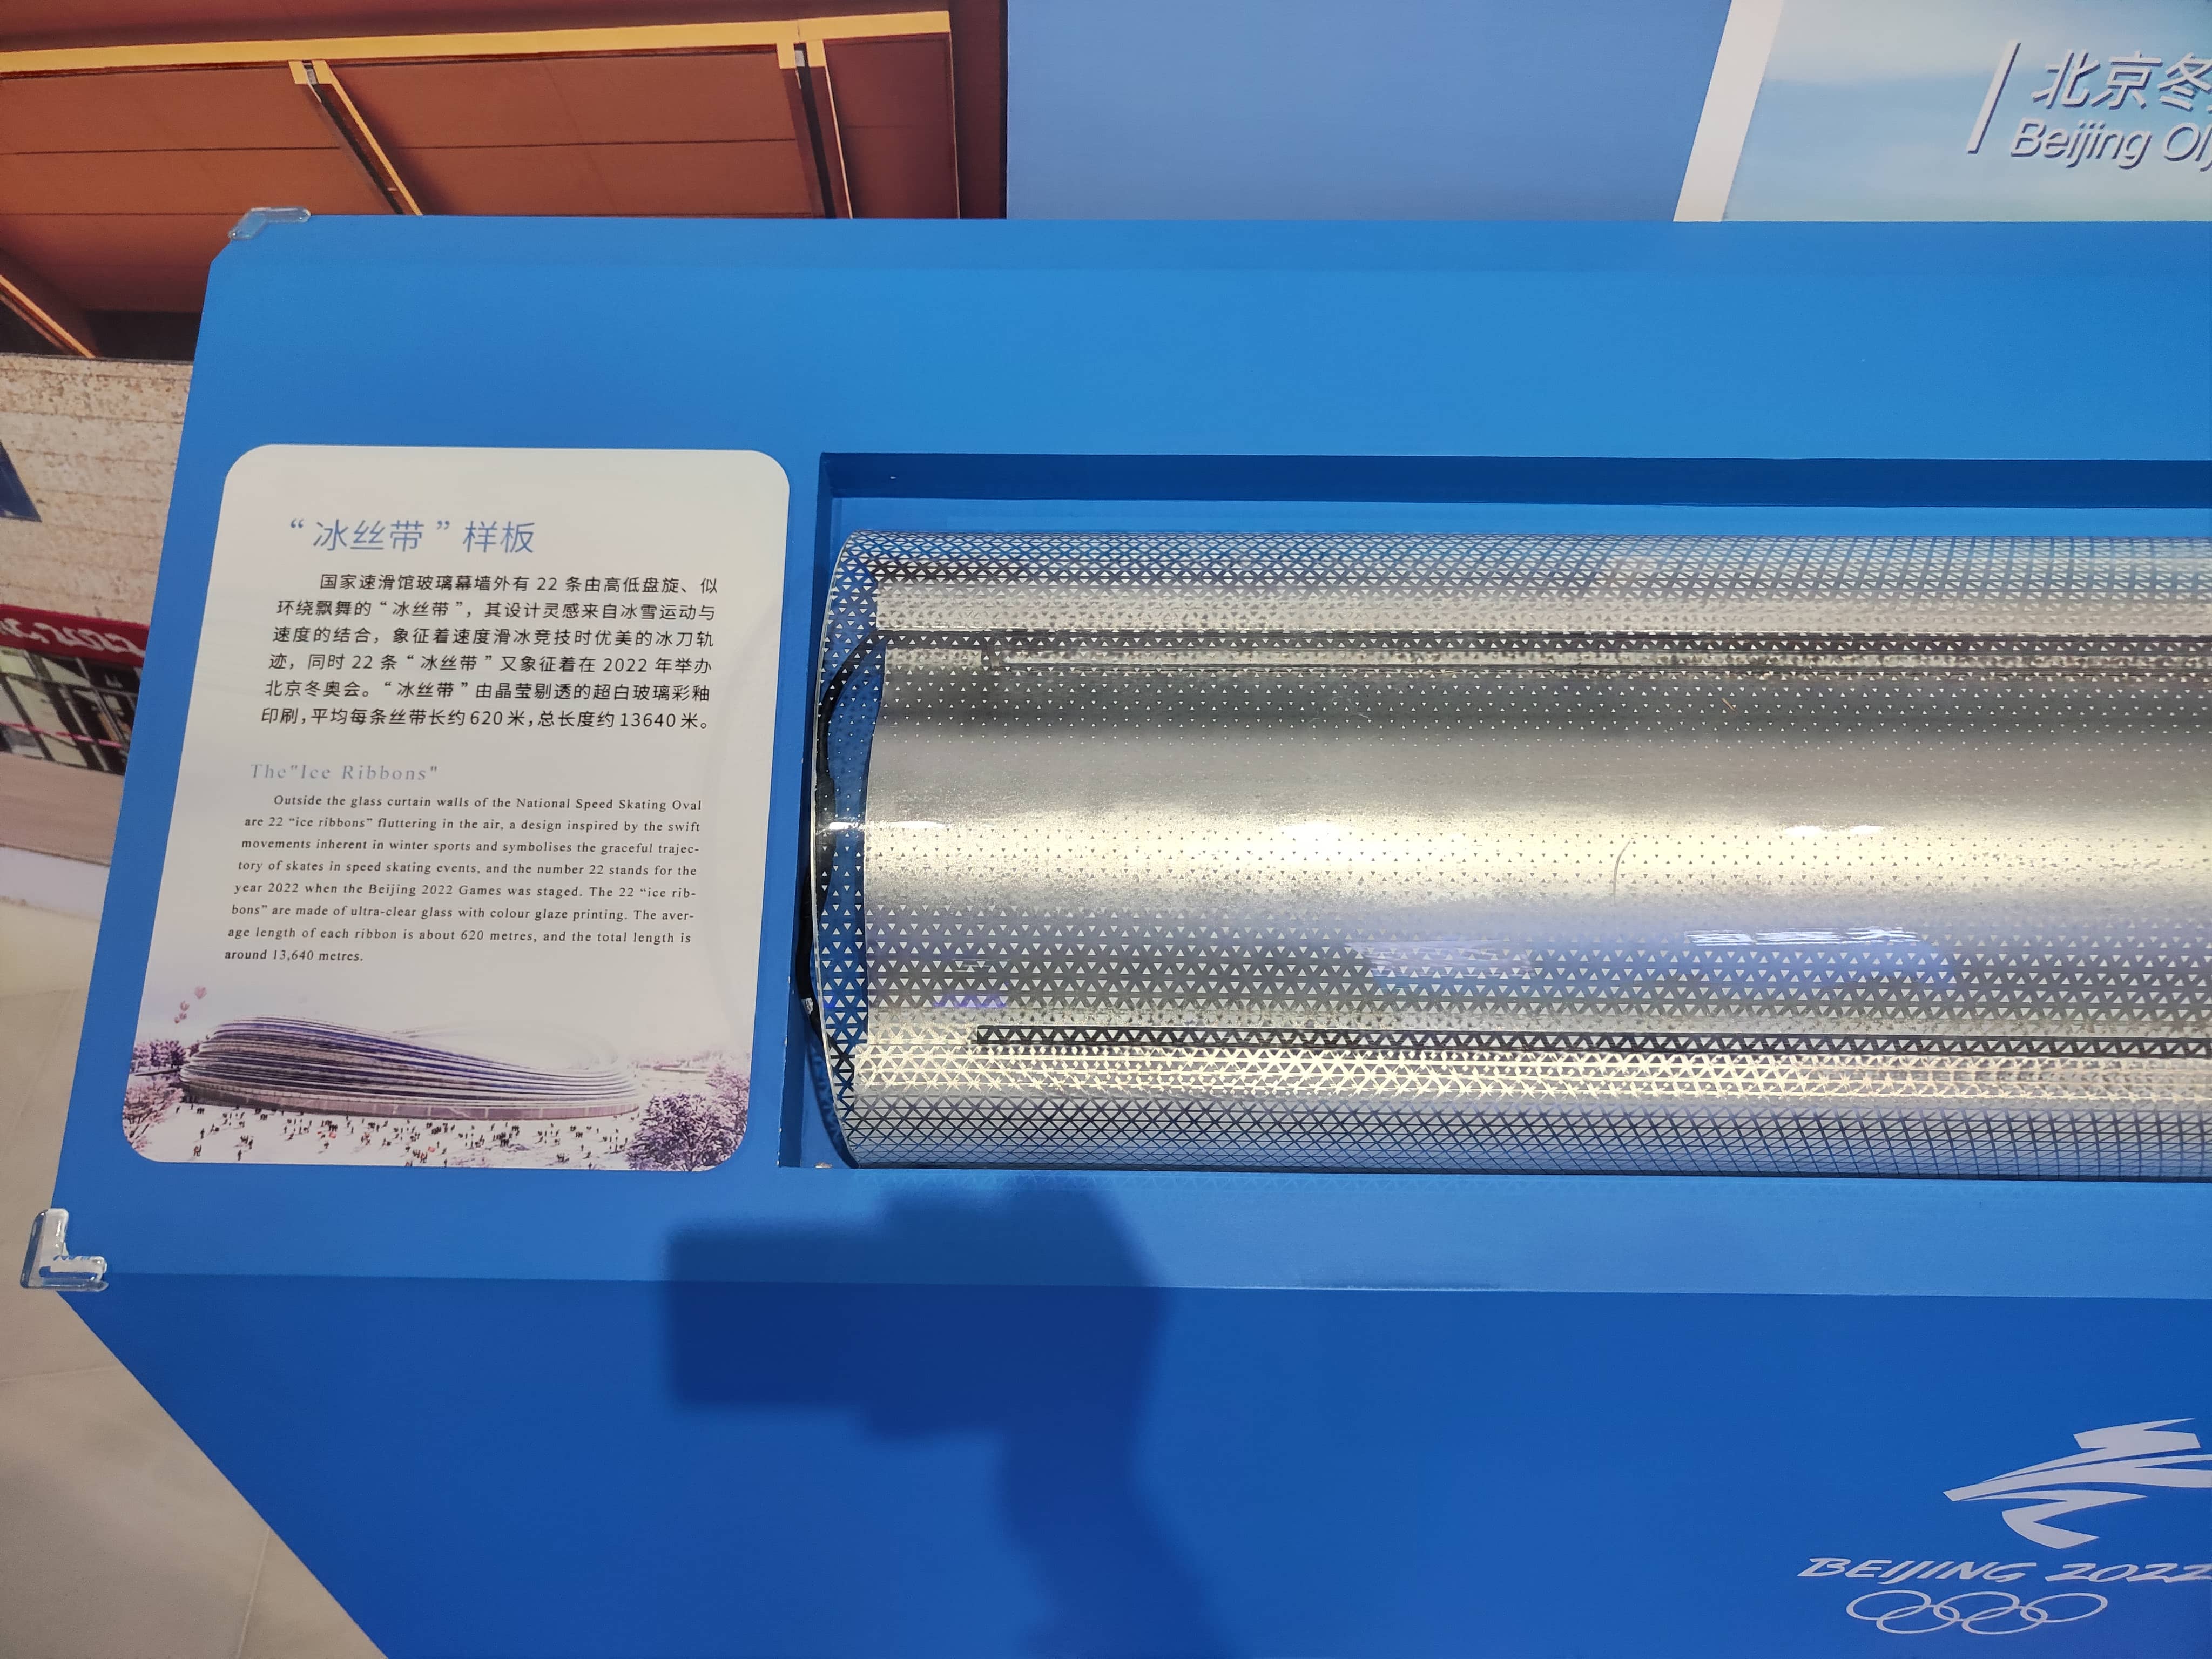 北京冬
Beijing Ol
“冰丝带”样板
国家速滑馆玻璃幕墙外有 22 条由高低盘旋、似
环绕飘舞的“冰丝带”，其设计灵感来自冰雪运动与
速度的结合，象征着速度滑冰竞技时优美的冰刀轨
迹，同时 22 条“冰丝带”又象征着在 2022 年举办
北京冬奥会。“冰丝带”由晶莹剔透的超白玻璃彩釉
印刷，平均每条丝带长约 620 米，总长度约 13640 米。
The"Ice Ribbons"
Outside the glass curtain walls of the National Speed Skating Oval
are 22 “ice ribbons” fluttering in the air, a design inspired by the swift
movements inherent in winter sports and symbolises the graceful trajec-
tory of skates in speed skating events, and the number 22 stands for the
year 2022 when the Beijing 2022 Games was staged. The 22 “ice rib-
bons” are made of ultra-clear glass with colour glaze printing. The aver-
age length of each ribbon is about 620 metres, and the total length is
around 13,640 metres.
BEIJING 2022